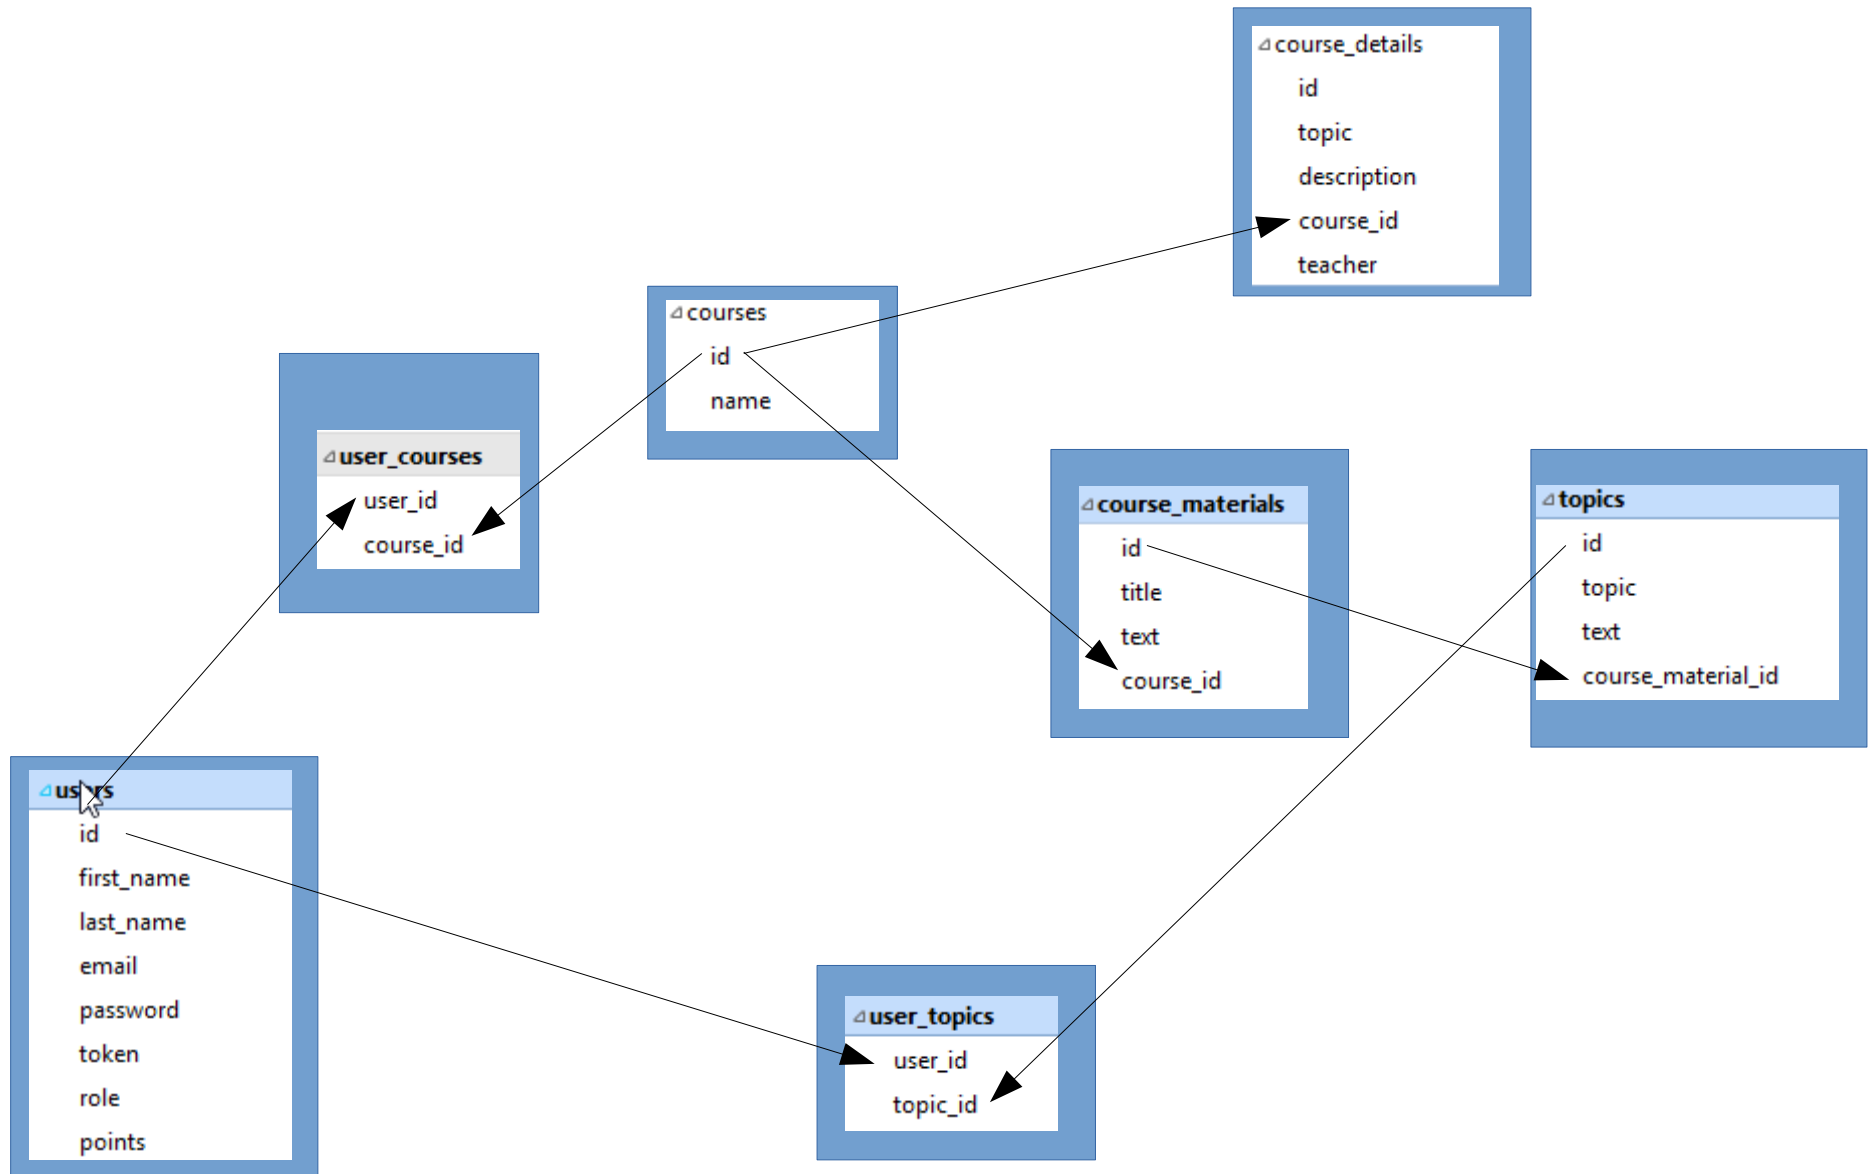 course_details
id
topic
description
course_id
teacher
courses
id
name
user_courses
user_id
course_id
course_materials
id
title
text
course_id
topics
id
topic
text
course_material_id
users
id
first_name
last_name
email
password
token
role
points
user_topics
user_id
topic_id